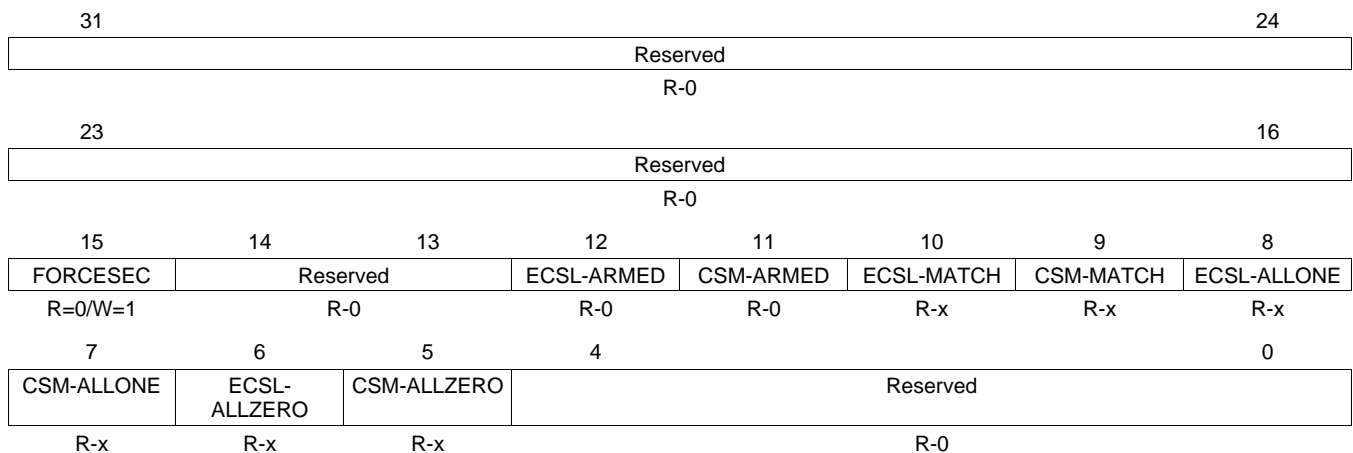 31 24
Reserved
R-0
23 16
Reserved
R-0
15 14 13 12 11 10 9 8
FORCESEC Reserved ECSL-ARMED CSM-ARMED ECSL-MATCH CSM-MATCH ECSL-ALLONE
R=0/W=1 R-0 R-0 R-0 R-x R-x R-x
7 6 5 4 0
CSM-ALLONE ECSL- CSM-ALLZERO Reserved
ALLZERO
R-x R-x R-x R-0